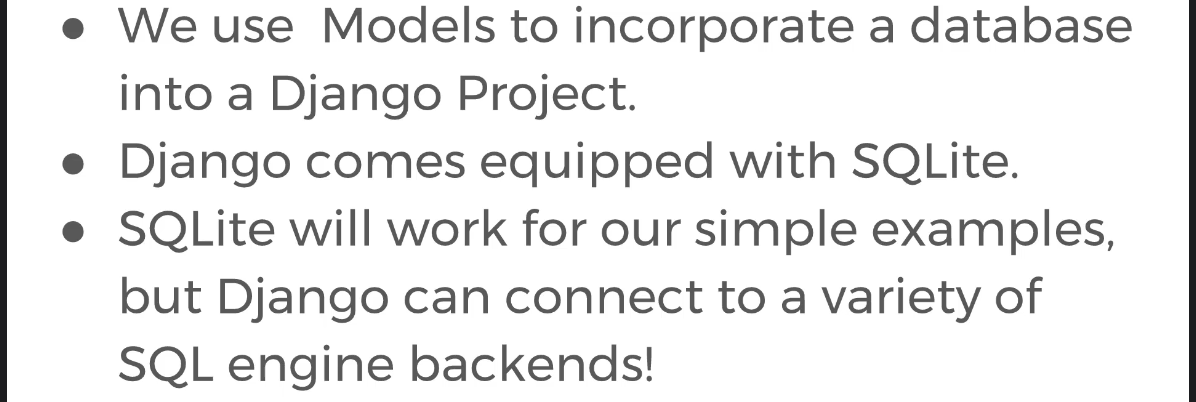 ● We use  Models to incorporate a database
into a Django Project.
● Django comes equipped with SQLite.
● SQLite will work for our simple examples,
but Django can connect to a variety of
SQL engine backends!